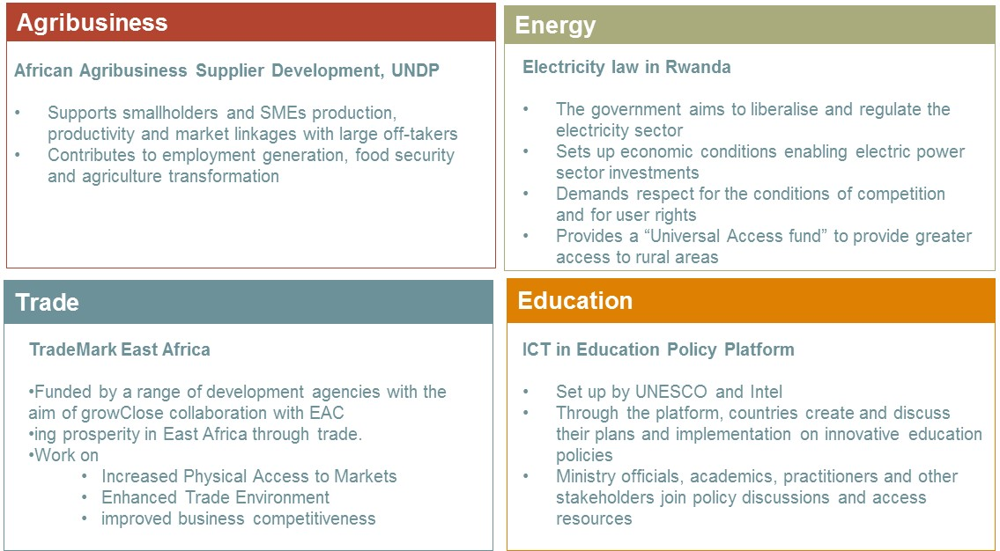 Agribusiness
African Agribusiness Supplier Development, UNDP
• Supports smallholders and SMEs production,
productivity and market linkages with large off-takers
• Contributes to employment generation, food security
and agriculture transformation
Energy
Electricity law in Rwanda
• The government aims to liberalise and regulate the
electricity sector
• Sets up economic conditions enabling electric power
sector investments
• Demands respect for the conditions of competition
and for user rights
• Provides a “Universal Access fund” to provide greater
access to rural areas
Trade
TradeMark East Africa
•Funded by a range of development agencies with the
aim of growClose collaboration with EAC
•ing prosperity in East Africa through trade.
•Work on
• Increased Physical Access to Markets
• Enhanced Trade Environment
• improved business competitiveness
Education
ICT in Education Policy Platform
• Set up by UNESCO and Intel
• Through the platform, countries create and discuss
their plans and implementation on innovative education
policies
• Ministry officials, academics, practitioners and other
stakeholders join policy discussions and access
resources